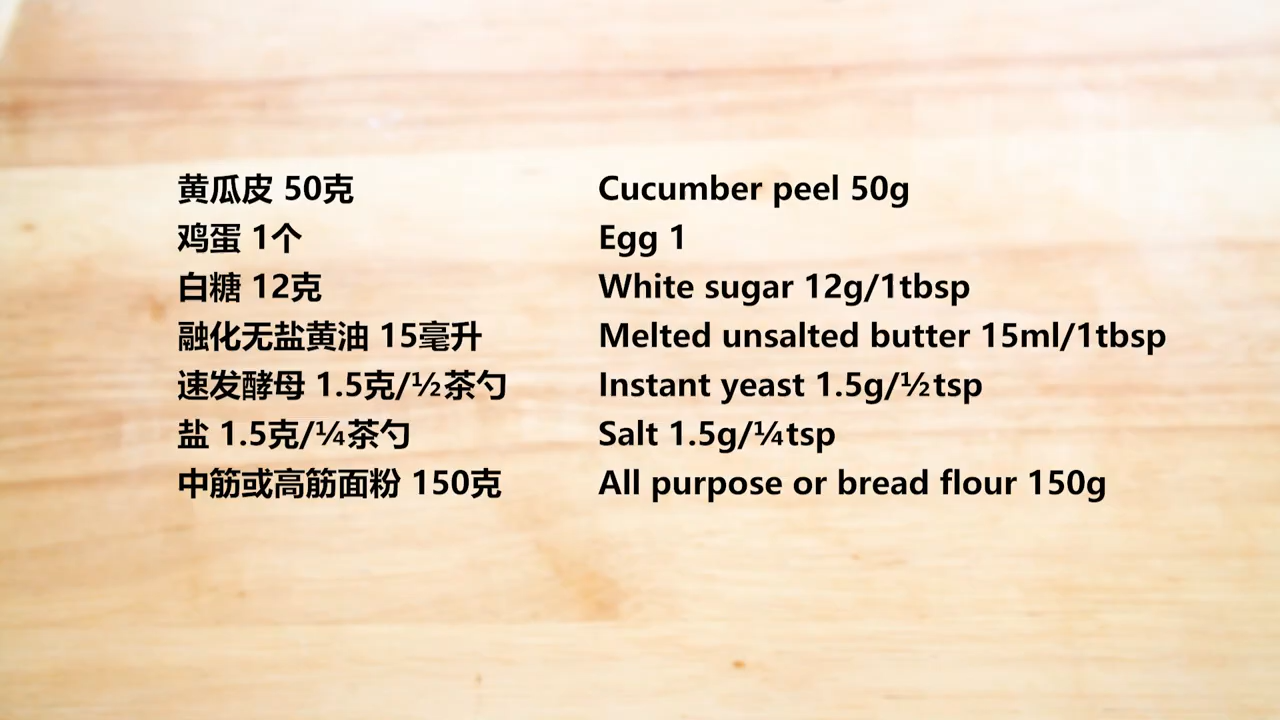 黄瓜皮 50克 Cucumber peel 50g
鸡蛋 1个 Egg 1
白糖 12克 White sugar 12g/1tbsp
融化无盐黄油 15毫升 Melted unsalted butter 15ml/1tbsp
速发酵母 1.5克/½茶勺 Instant yeast 1.5g/½tsp
盐 1.5克/¼茶勺 Salt 1.5g/¼tsp
中筋或高筋面粉 150克 All purpose or bread flour 150g